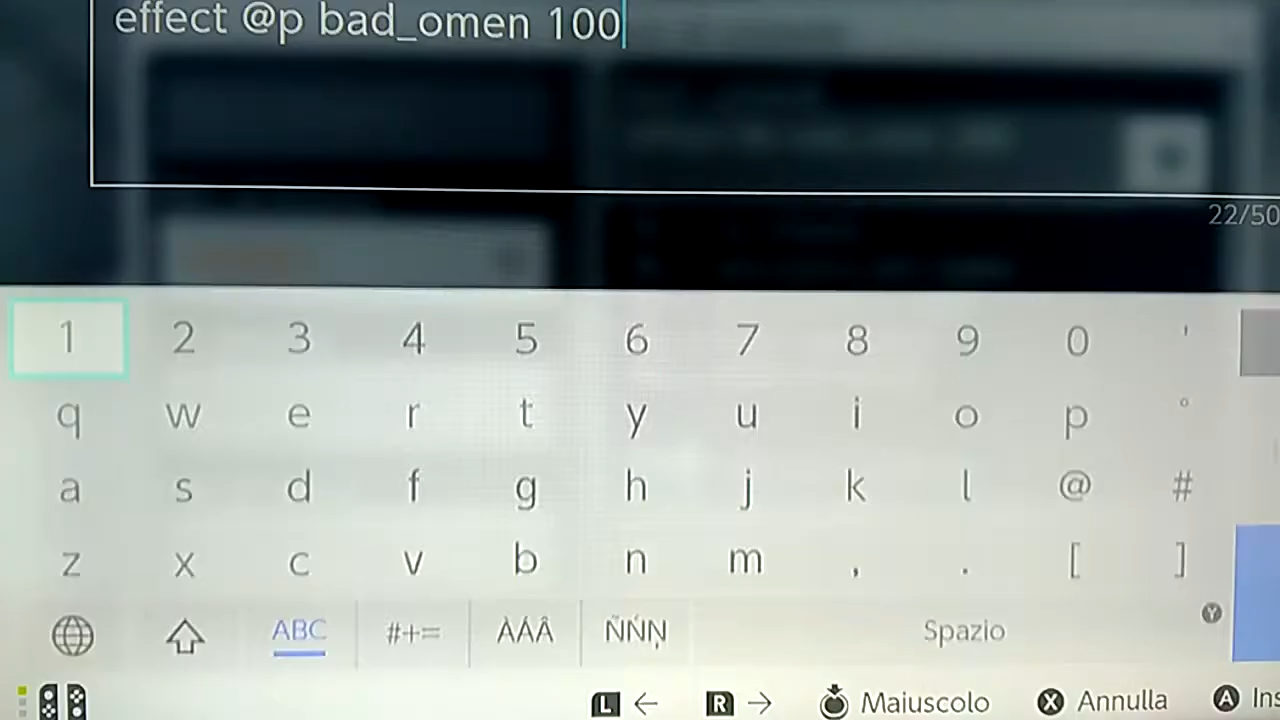 effect @p bad_omen 100
22/50
1 2 3 4 5 6 7 8 9 0 '
q w e r t y u i o p °
a s d f g h j k l @ #
z x c v b n m , . [ ]
ABC #+= ÀÁÂ ÑŃŅ Spazio Y
L ← R → Maiuscolo X Annulla A Ins